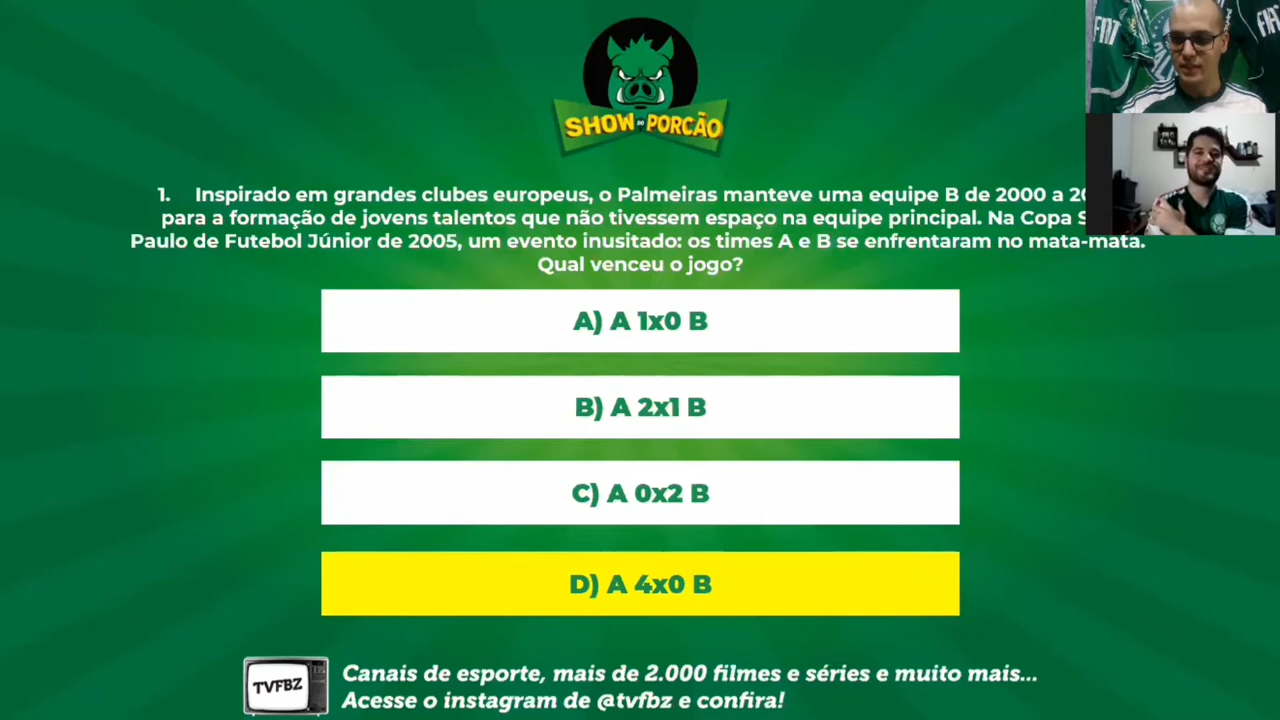 SHOW DO PORCÃO
1. Inspirado em grandes clubes europeus, o Palmeiras manteve uma equipe B de 2000 a 20
para a formação de jovens talentos que não tivessem espaço na equipe principal. Na Copa S
Paulo de Futebol Júnior de 2005, um evento inusitado: os times A e B se enfrentaram no mata-mata.
Qual venceu o jogo?
A) A 1x0 B
B) A 2x1 B
C) A 0x2 B
D) A 4x0 B
TVFBZ
Canais de esporte, mais de 2.000 filmes e séries e muito mais...
Acesse o instagram de @tvfbz e confira!